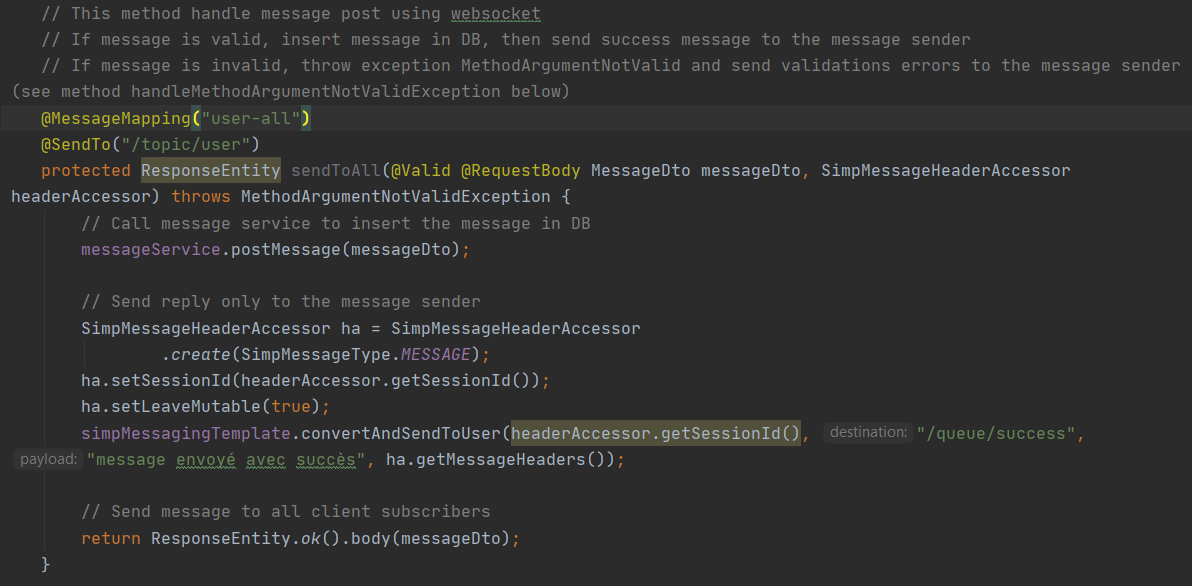 // This method handle message post using websocket
// If message is valid, insert message in DB, then send success message to the message sender
// If message is invalid, throw exception MethodArgumentNotValid and send validations errors to the message sender
(see method handleMethodArgumentNotValidException below)
@MessageMapping("user-all")
@SendTo("/topic/user")
protected ResponseEntity sendToAll(@Valid @RequestBody MessageDto messageDto, SimpMessageHeaderAccessor
headerAccessor) throws MethodArgumentNotValidException {
// Call message service to insert the message in DB
messageService.postMessage(messageDto);
// Send reply only to the message sender
SimpMessageHeaderAccessor ha = SimpMessageHeaderAccessor
.create(SimpMessageType.MESSAGE);
ha.setSessionId(headerAccessor.getSessionId());
ha.setLeaveMutable(true);
simpMessagingTemplate.convertAndSendToUser(headerAccessor.getSessionId(), destination: "/queue/success",
payload: "message envoyé avec succès", ha.getMessageHeaders());
// Send message to all client subscribers
return ResponseEntity.ok().body(messageDto);
}